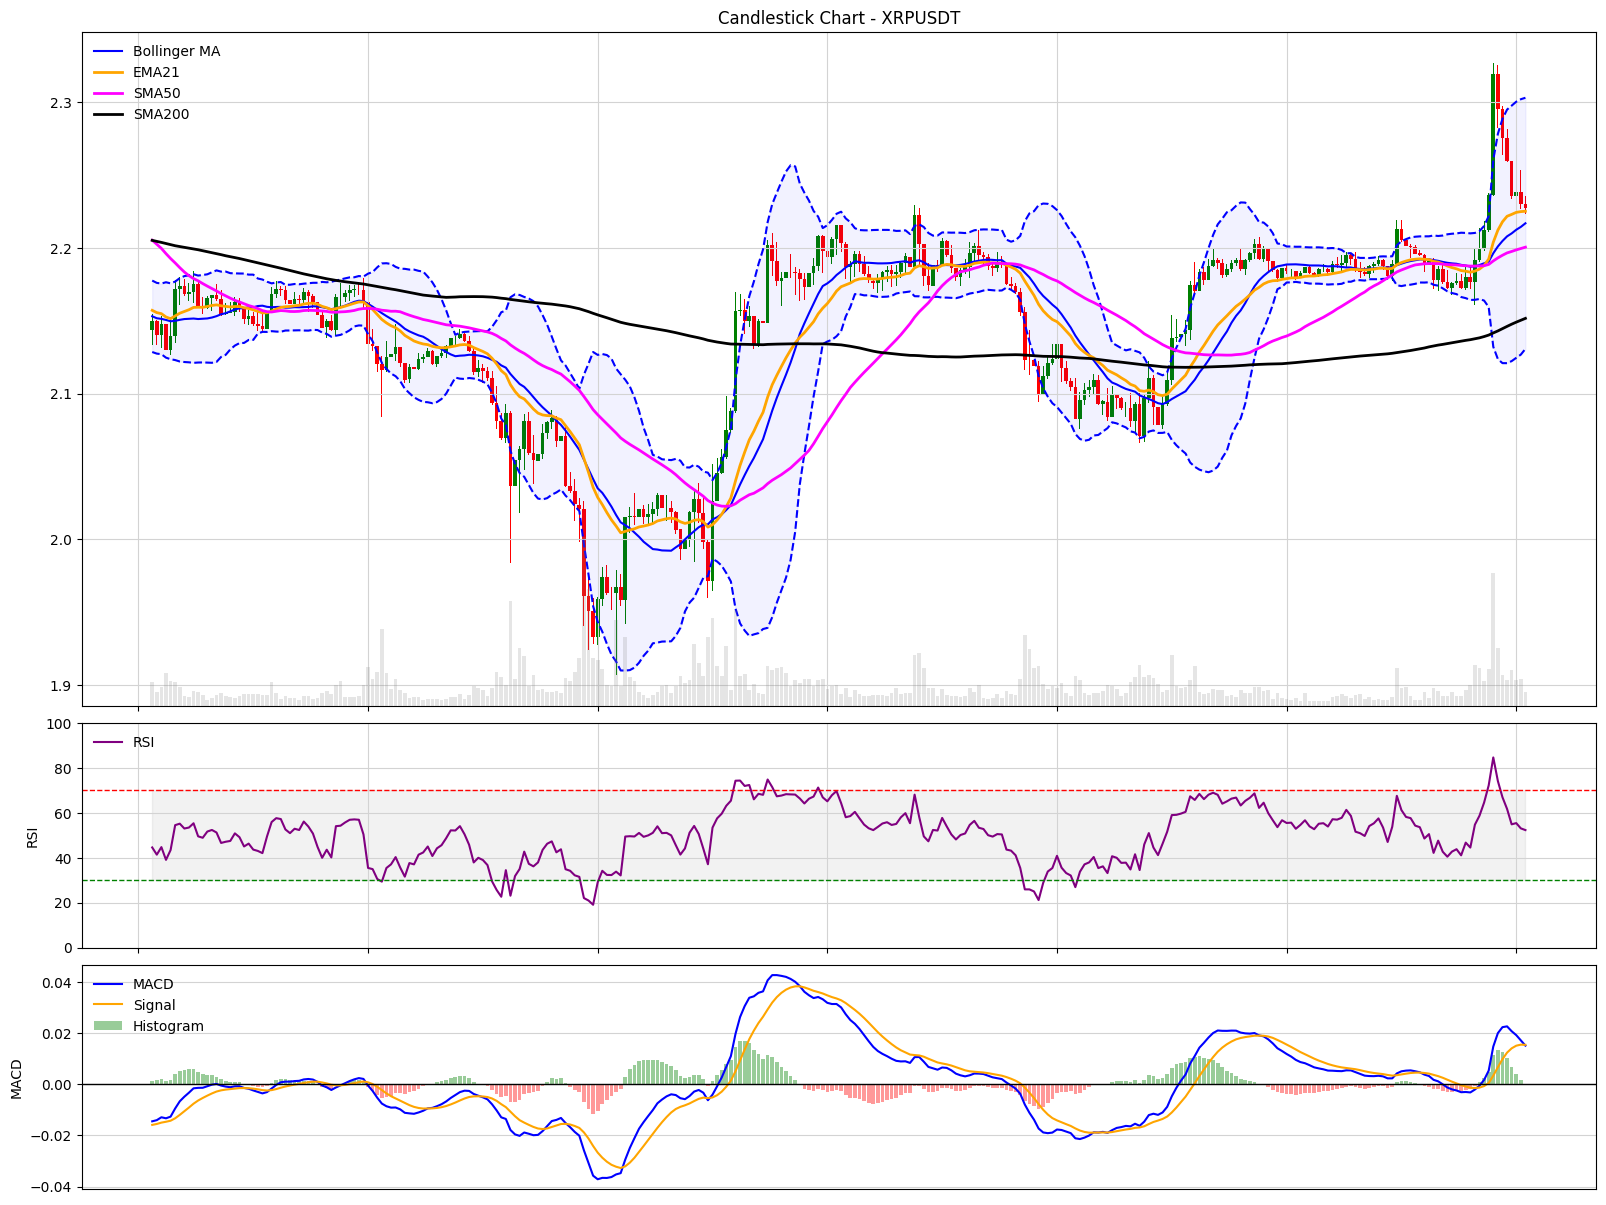 Candlestick Chart - XRPUSDT
Bollinger MA
EMA21
SMA50
SMA200
2.3
2.2
2.1
2.0
1.9
RSI
RSI
100
80
60
40
20
0
MACD
Signal
Histogram
MACD
0.04
0.02
0.00
−0.02
−0.04